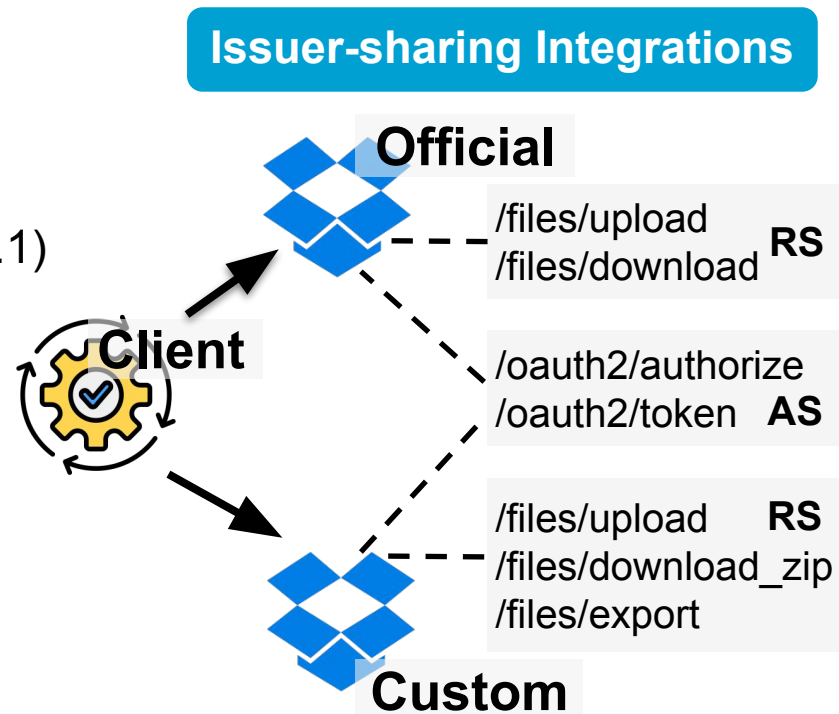 Issuer-sharing Integrations
Official
/files/upload
/files/download RS
.1)
Client
/oauth2/authorize
/oauth2/token AS
/files/upload RS
/files/download_zip
/files/export
Custom